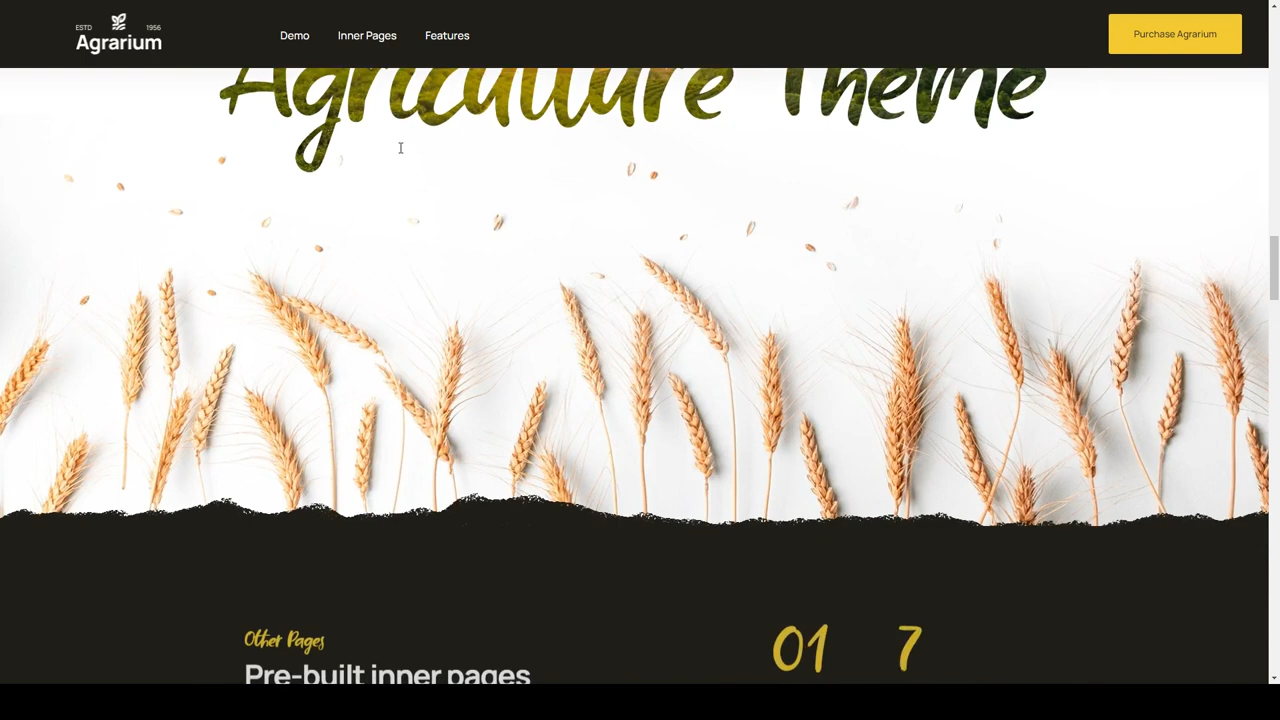 ESTD 1956
Agrarium
Demo
Inner Pages
Features
Purchase Agrarium
Agriculture Theme
Other Pages
Pre-built inner pages
01
7